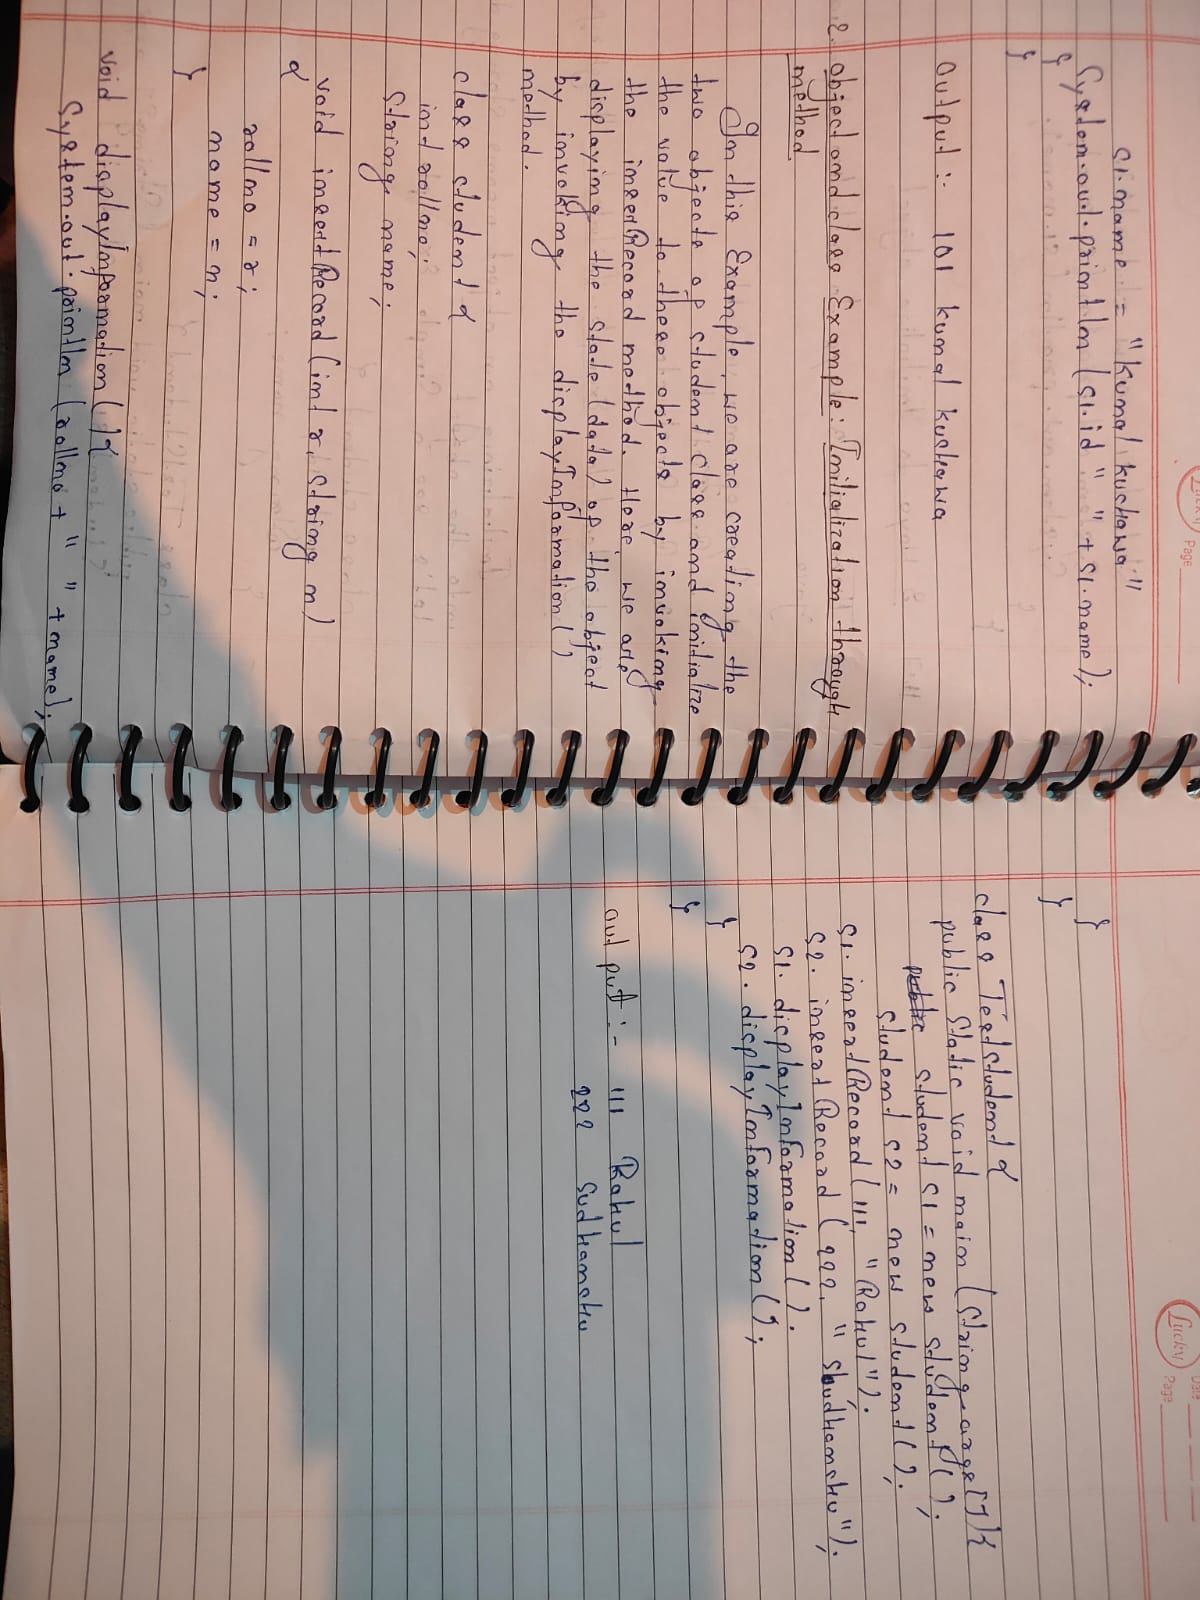 Lucky
Page
s1.name = "kunal kushawa"
System.out.println (s1.id " " + s1.name);
}
}
Output :- 101 kunal kushawa
2. object and class Example : Initialization through
method
In this Example, we are creating the
two objects of student class and initialize
the value to these objects by invoking
the insertRecord method. Here we are
displaying the state (data) of the object
by invoking the displayInformation()
method.
class student {
int rollno;
String name;
void insertRecord (int r, String n)
{
rollno = r;
name = n;
}
void displayInformation () {
System.out.println (rollno + " " + name);
Lucky
Date
Page
}
}
class Teststudent {
public static void main (String args[]) {
student s1 = new student();
student s2 = new student();
s1. insertRecord (111, "Rahul");
s2. insertRecord (222, "sudhanshu");
s1. displayInformation();
s2. displayInformation();
}
}
output :- 111 Rahul
222 sudhanshu